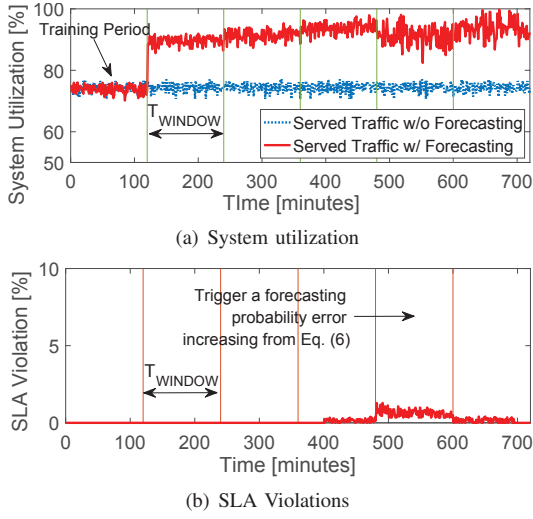 100
90
80
70
60
50
System Utilization [%]
Training Period
T WINDOW
Served Traffic w/o Forecasting
Served Traffic w/ Forecasting
0 100 200 300 400 500 600 700
TIme [minutes]
(a) System utilization
10
5
0
SLA Violation [%]
Trigger a forecasting
probability error
increasing from Eq. (6)
T WINDOW
0 100 200 300 400 500 600 700
Time [minutes]
(b) SLA Violations